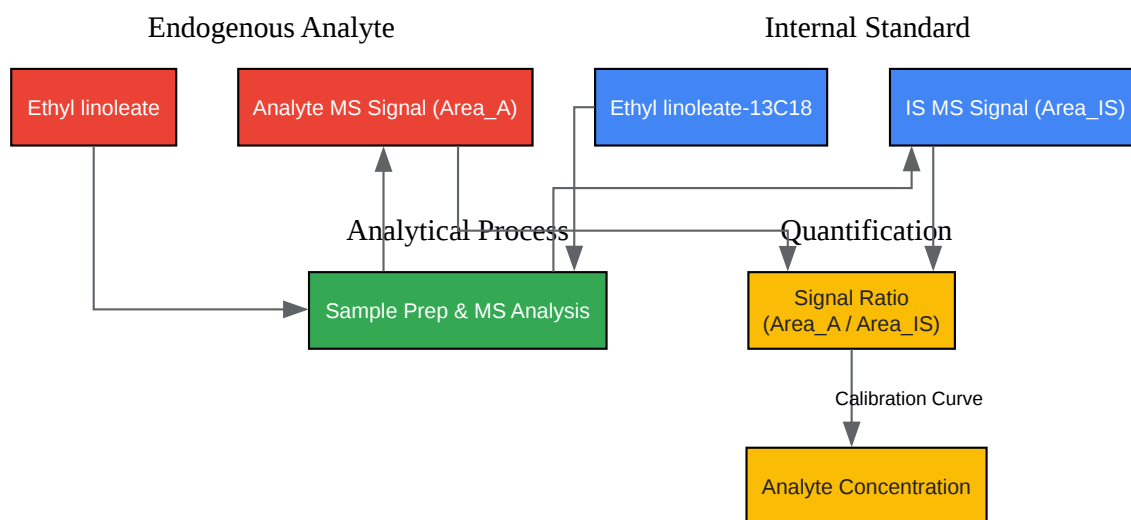 Endogenous Analyte
Internal Standard
Ethyl linoleate
Analyte MS Signal (Area_A)
Ethyl linoleate-13C18
IS MS Signal (Area_IS)
Analytical Process
Quantification
Sample Prep & MS Analysis
Signal Ratio
(Area_A / Area_IS)
Calibration Curve
Analyte Concentration